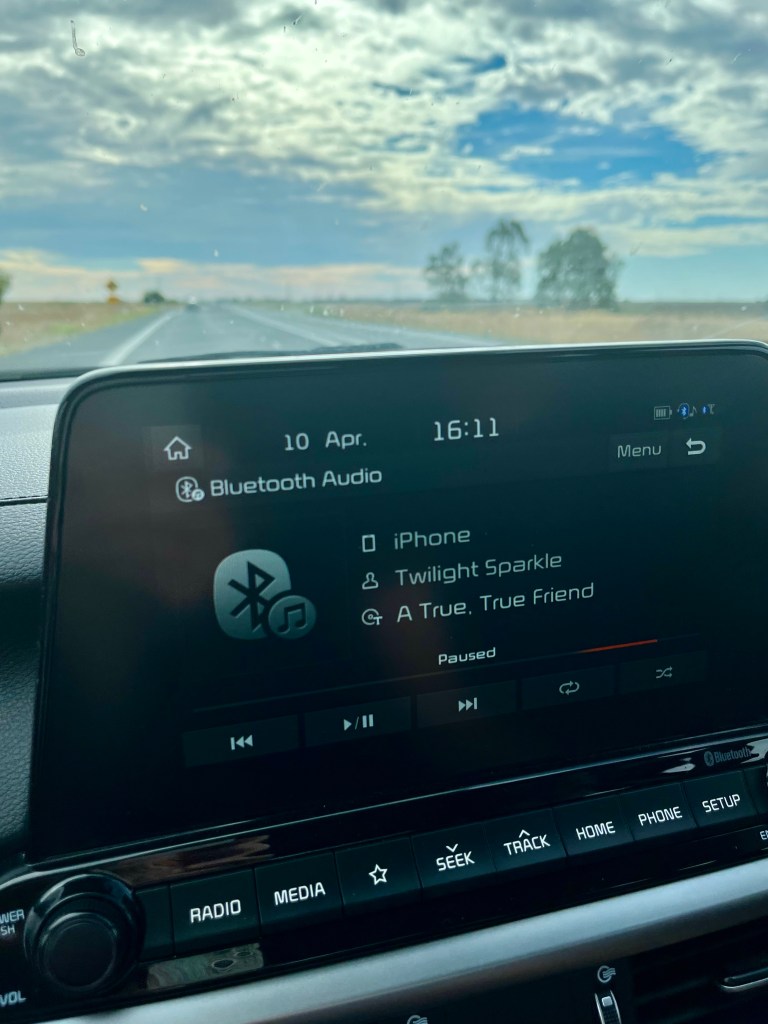 10 Apr. 16:11
Menu
Bluetooth Audio
iPhone
Twilight Sparkle
A True, True Friend
Paused
Bluetooth
RADIO MEDIA SEEK TRACK HOME PHONE SETUP
VOL